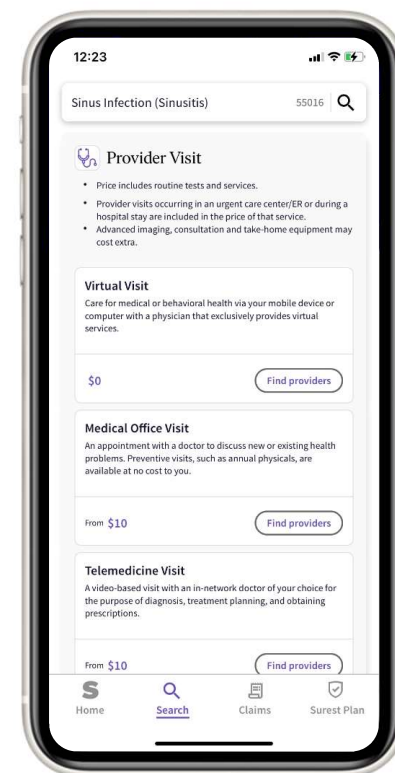 12:23
Sinus Infection (Sinusitis) 55016
Provider Visit
• Price includes routine tests and services.
• Provider visits occurring in an urgent care center/ER or during a
hospital stay are included in the price of that service.
• Advanced imaging, consultation and take-home equipment may
cost extra.
Virtual Visit
Care for medical or behavioral health via your mobile device or
computer with a physician that exclusively provides virtual
services.
$0 Find providers
Medical Office Visit
An appointment with a doctor to discuss new or existing health
problems. Preventive visits, such as annual physicals, are
available at no cost to you.
From $10 Find providers
Telemedicine Visit
A video-based visit with an in-network doctor of your choice for
the purpose of diagnosis, treatment planning, and obtaining
prescriptions.
From $10 Find providers
S
Home Search Claims Surest Plan